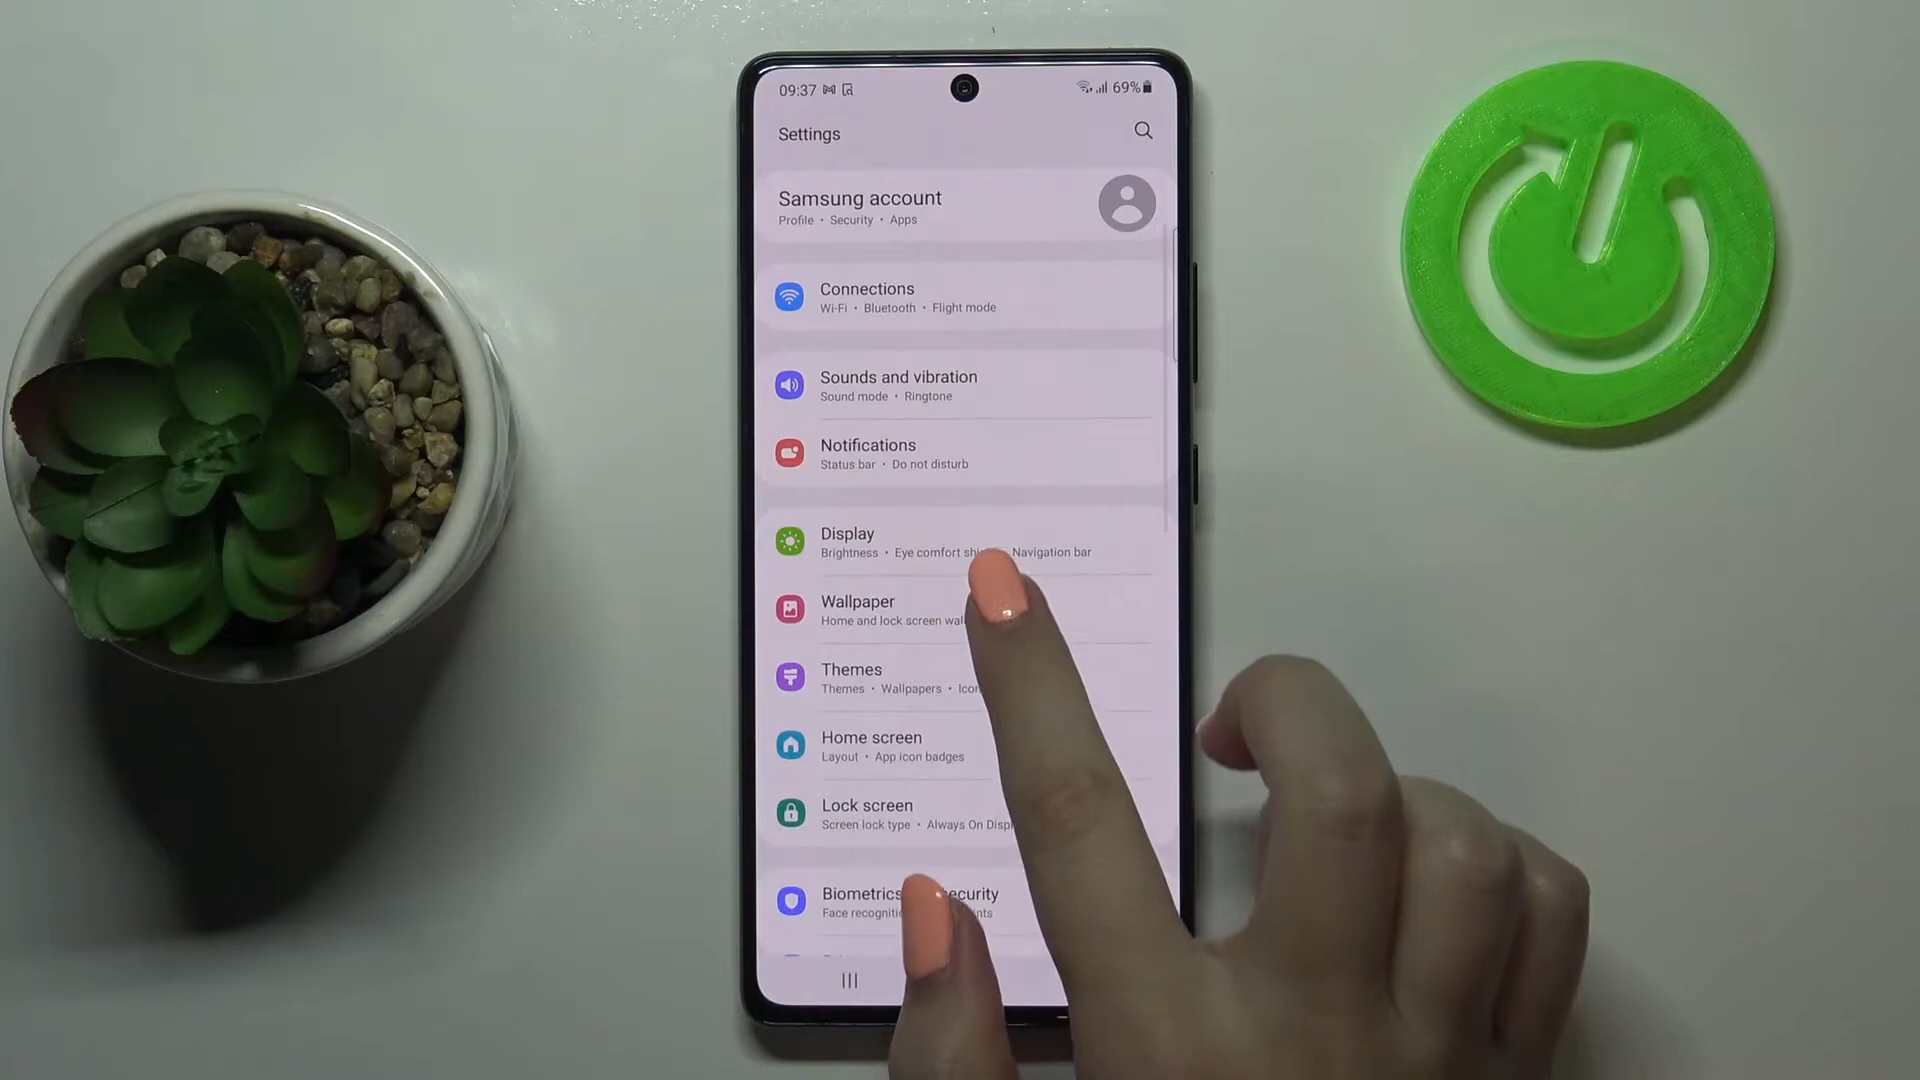 09:37
69%
Settings
Samsung account
Profile • Security • Apps
Connections
Wi-Fi • Bluetooth • Flight mode
Sounds and vibration
Sound mode • Ringtone
Notifications
Status bar • Do not disturb
Display
Brightness • Eye comfort Navigation bar
Wallpaper
Home and lock screen
Themes
Themes • Wallpapers •
Home screen
Layout • App icon badges
Lock screen
Screen lock type • Always On
Biometrics
Face